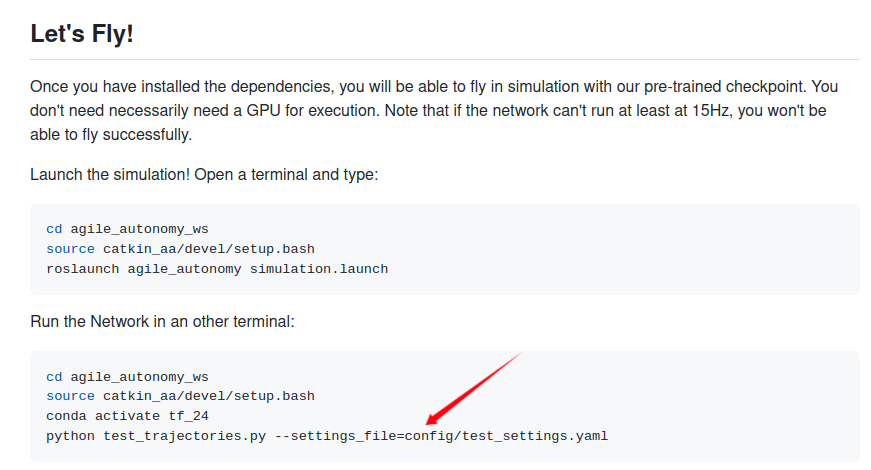 Let's Fly!
Once you have installed the dependencies, you will be able to fly in simulation with our pre-trained checkpoint. You
don't need necessarily need a GPU for execution. Note that if the network can't run at least at 15Hz, you won't be
able to fly successfully.
Launch the simulation! Open a terminal and type:
cd agile_autonomy_ws
source catkin_aa/devel/setup.bash
roslaunch agile_autonomy simulation.launch
Run the Network in an other terminal:
cd agile_autonomy_ws
source catkin_aa/devel/setup.bash
conda activate tf_24
python test_trajectories.py --settings_file=config/test_settings.yaml